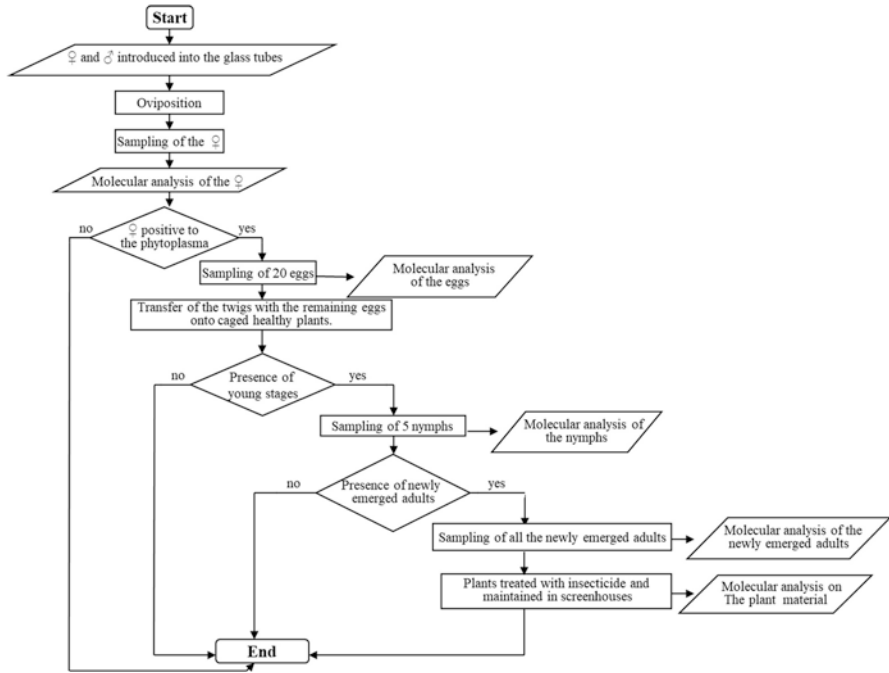 Start
♀ and ♂ introduced into the glass tubes
Oviposition
Sampling of the ♀
Molecular analysis of the ♀
no
♀ positive to
the phytoplasma
yes
Sampling of 20 eggs
Molecular analysis
of the eggs
Transfer of the twigs with the remaining eggs
onto caged healthy plants.
no
Presence of
young stages
yes
Sampling of 5 nymphs
Molecular analysis of
the nymphs
no
Presence of newly
emerged adults
yes
Sampling of all the newly emerged adults
Molecular analysis of the
newly emerged adults
Plants treated with insecticide and
maintained in screenhouses
Molecular analysis on
The plant material
End